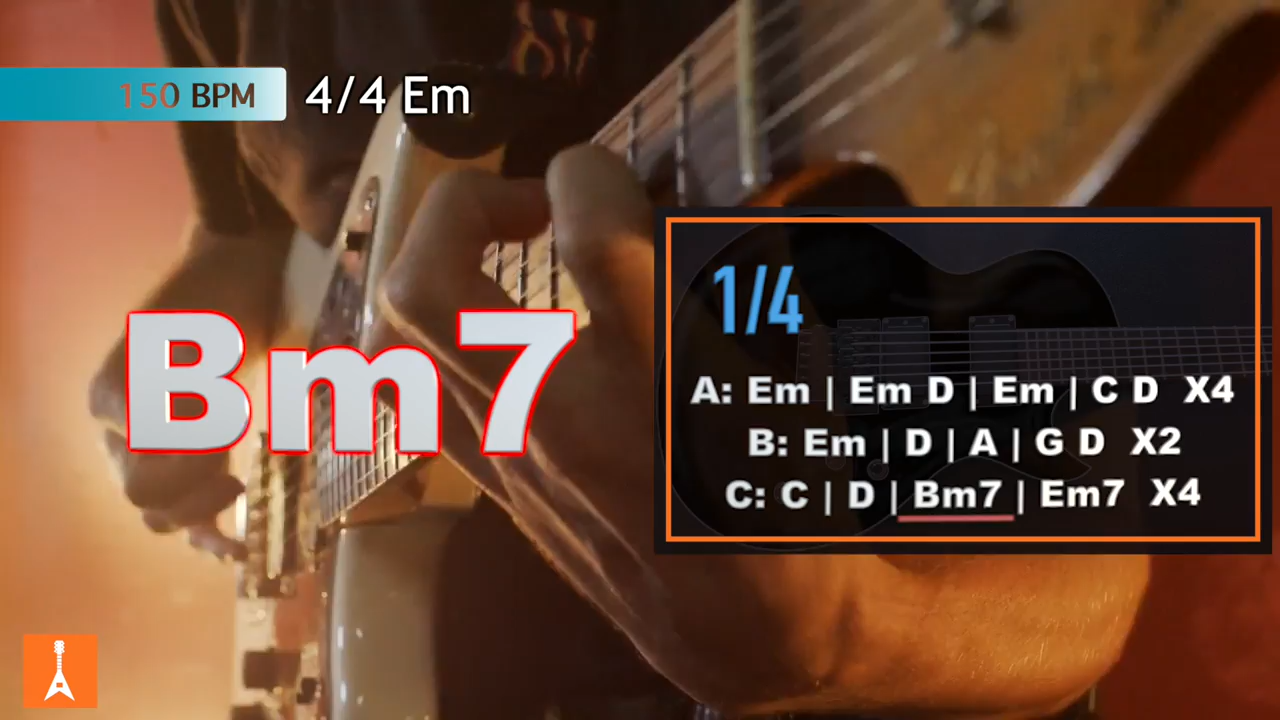 150 BPM 4/4 Em
Bm7
1/4
A: Em | Em D | Em | C D X4
B: Em | D | A | G D X2
C: C | D | Bm7 | Em7 X4